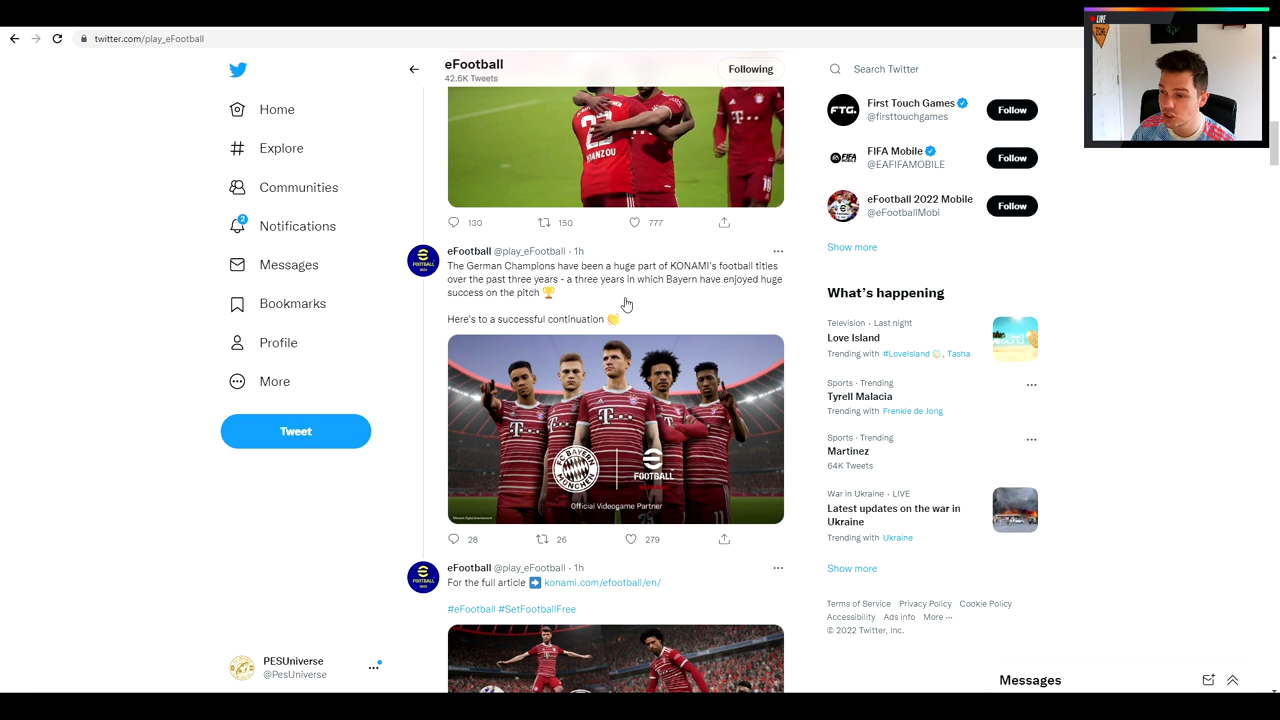 LIVE
twitter.com/play_eFootball
eFootball
42.6K Tweets
Following
Search Twitter
Home
Explore
Communities
2
Notifications
Messages
Bookmarks
Profile
More
Tweet
PESUniverse
@PesUniverse
130 150 777
eFootball @play_eFootball · 1h
The German Champions have been a huge part of KONAMI's football titles
over the past three years - a three years in which Bayern have enjoyed huge
success on the pitch 🏆
Here's to a successful continuation 👏
FC BAYERN
MÜNCHEN
FOOTBALL
Official Videogame Partner
28 26 279
eFootball @play_eFootball · 1h
For the full article ➡️ konami.com/efootball/en/
#eFootball #SetFootballFree
FTG.
First Touch Games
@firsttouchgames
Follow
FIFA Mobile
@EAFIFAMOBILE
Follow
eFootball 2022 Mobile
@eFootballMobi
Follow
Show more
What's happening
Television · Last night
Love Island
Trending with #LoveIsland, Tasha
Sports · Trending
Tyrell Malacia
Trending with Frenkie de Jong
Sports · Trending
Martinez
64K Tweets
War in Ukraine · LIVE
Latest updates on the war in
Ukraine
Trending with Ukraine
Show more
Terms of Service Privacy Policy Cookie Policy
Accessibility Ads info More ···
© 2022 Twitter, Inc.
Messages